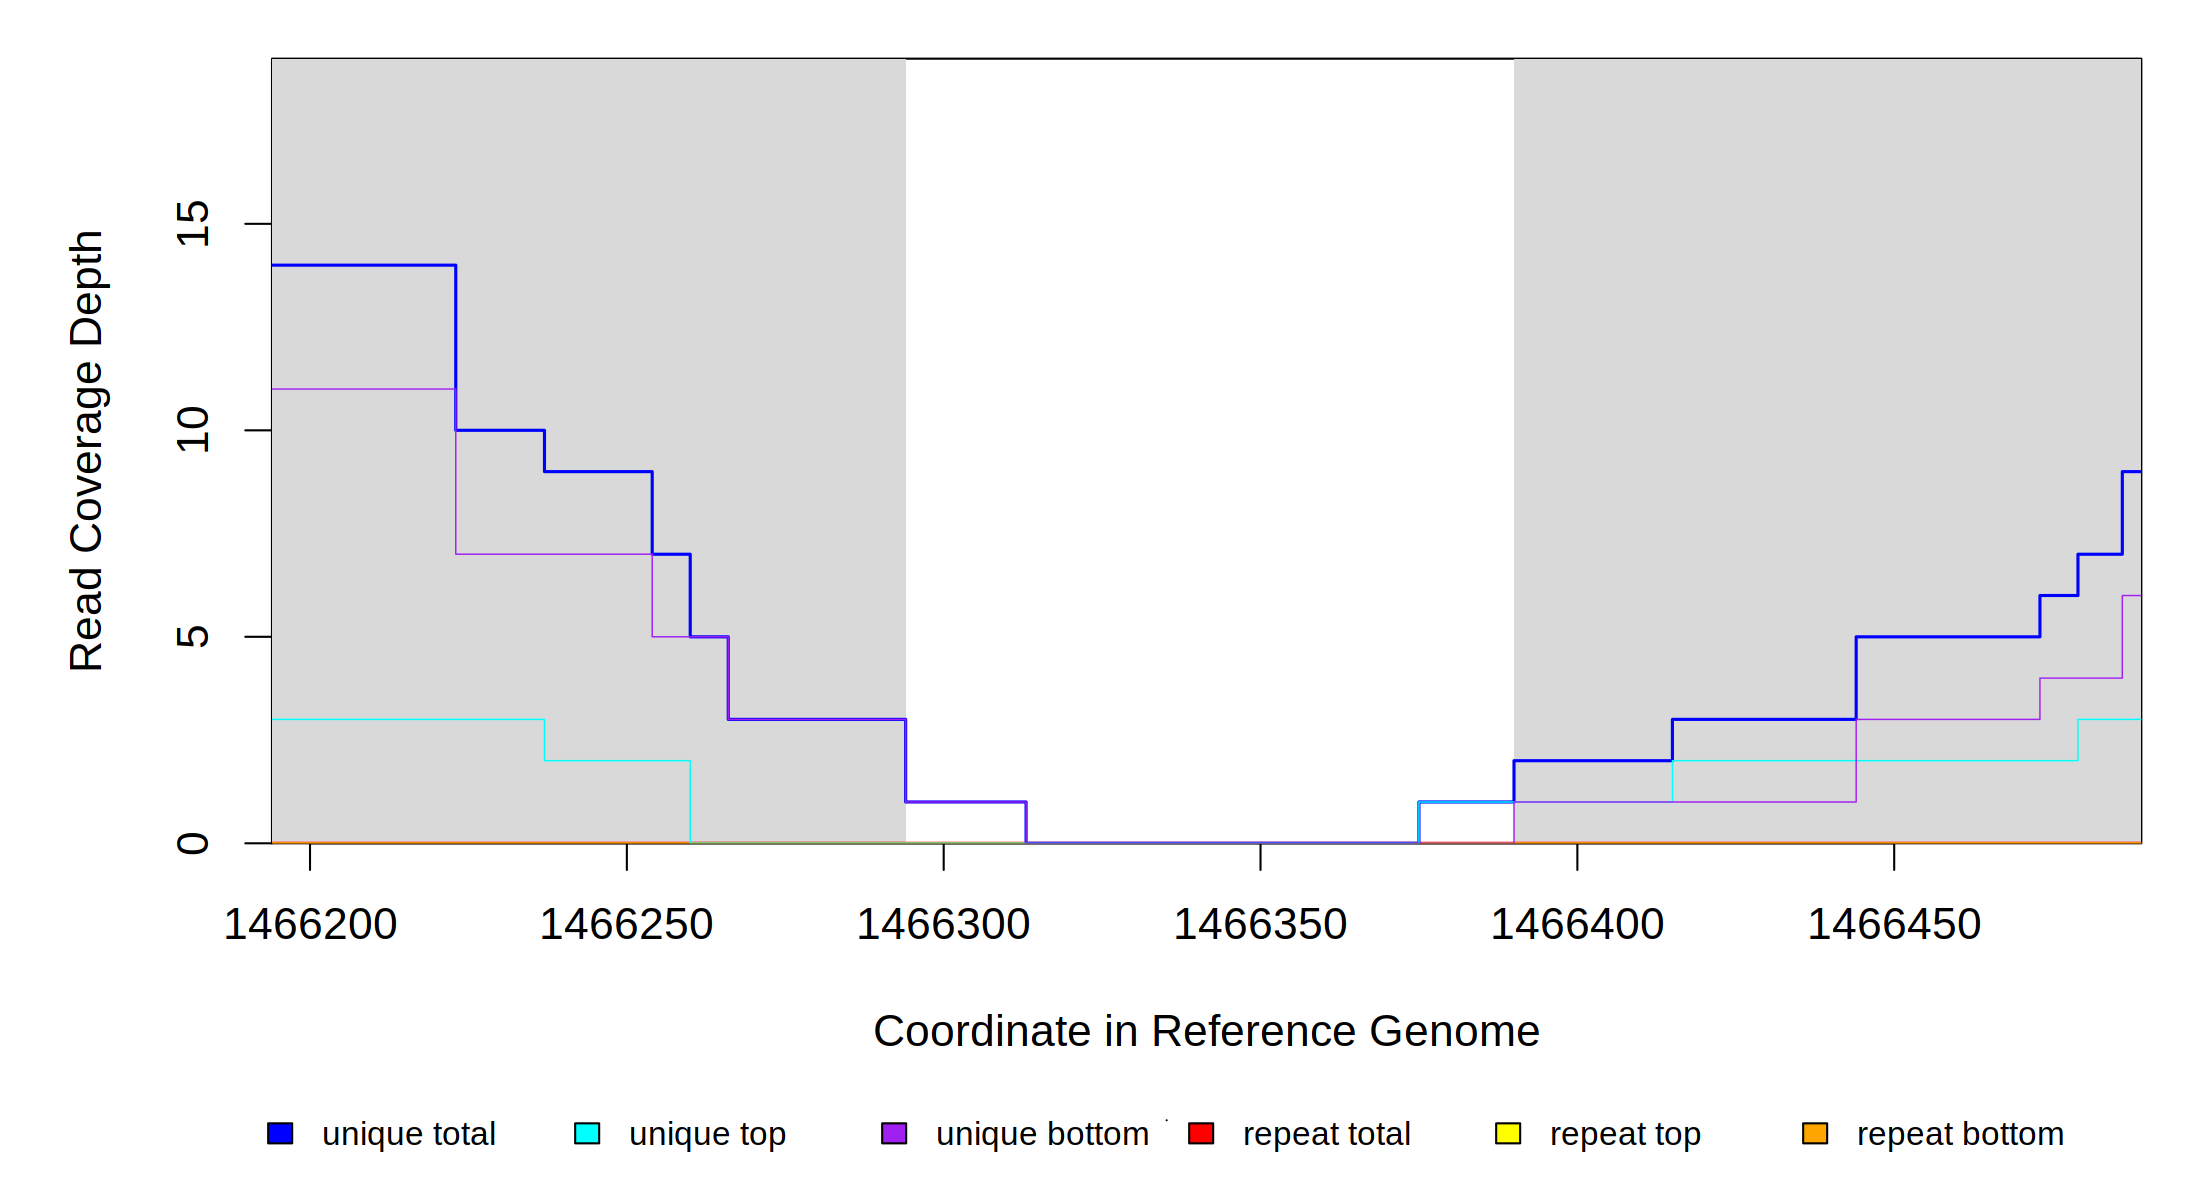 Read Coverage Depth
15
10
5
0
1466200 1466250 1466300 1466350 1466400 1466450
Coordinate in Reference Genome
unique total unique top unique bottom repeat total repeat top repeat bottom